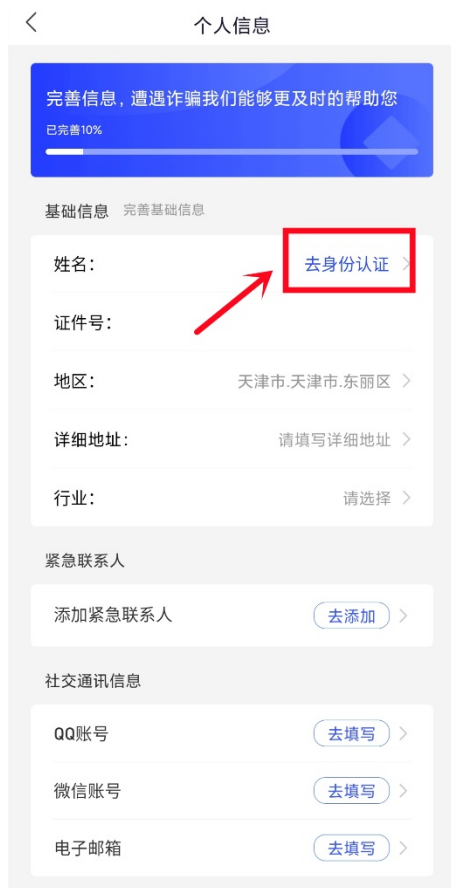 个人信息
完善信息，遭遇诈骗我们能够更及时的帮助您
已完善10%
基础信息 完善基础信息
姓名： 去身份认证
证件号：
地区： 天津市.天津市.东丽区
详细地址： 请填写详细地址
行业： 请选择
紧急联系人
添加紧急联系人 去添加
社交通讯信息
QQ账号 去填写
微信账号 去填写
电子邮箱 去填写